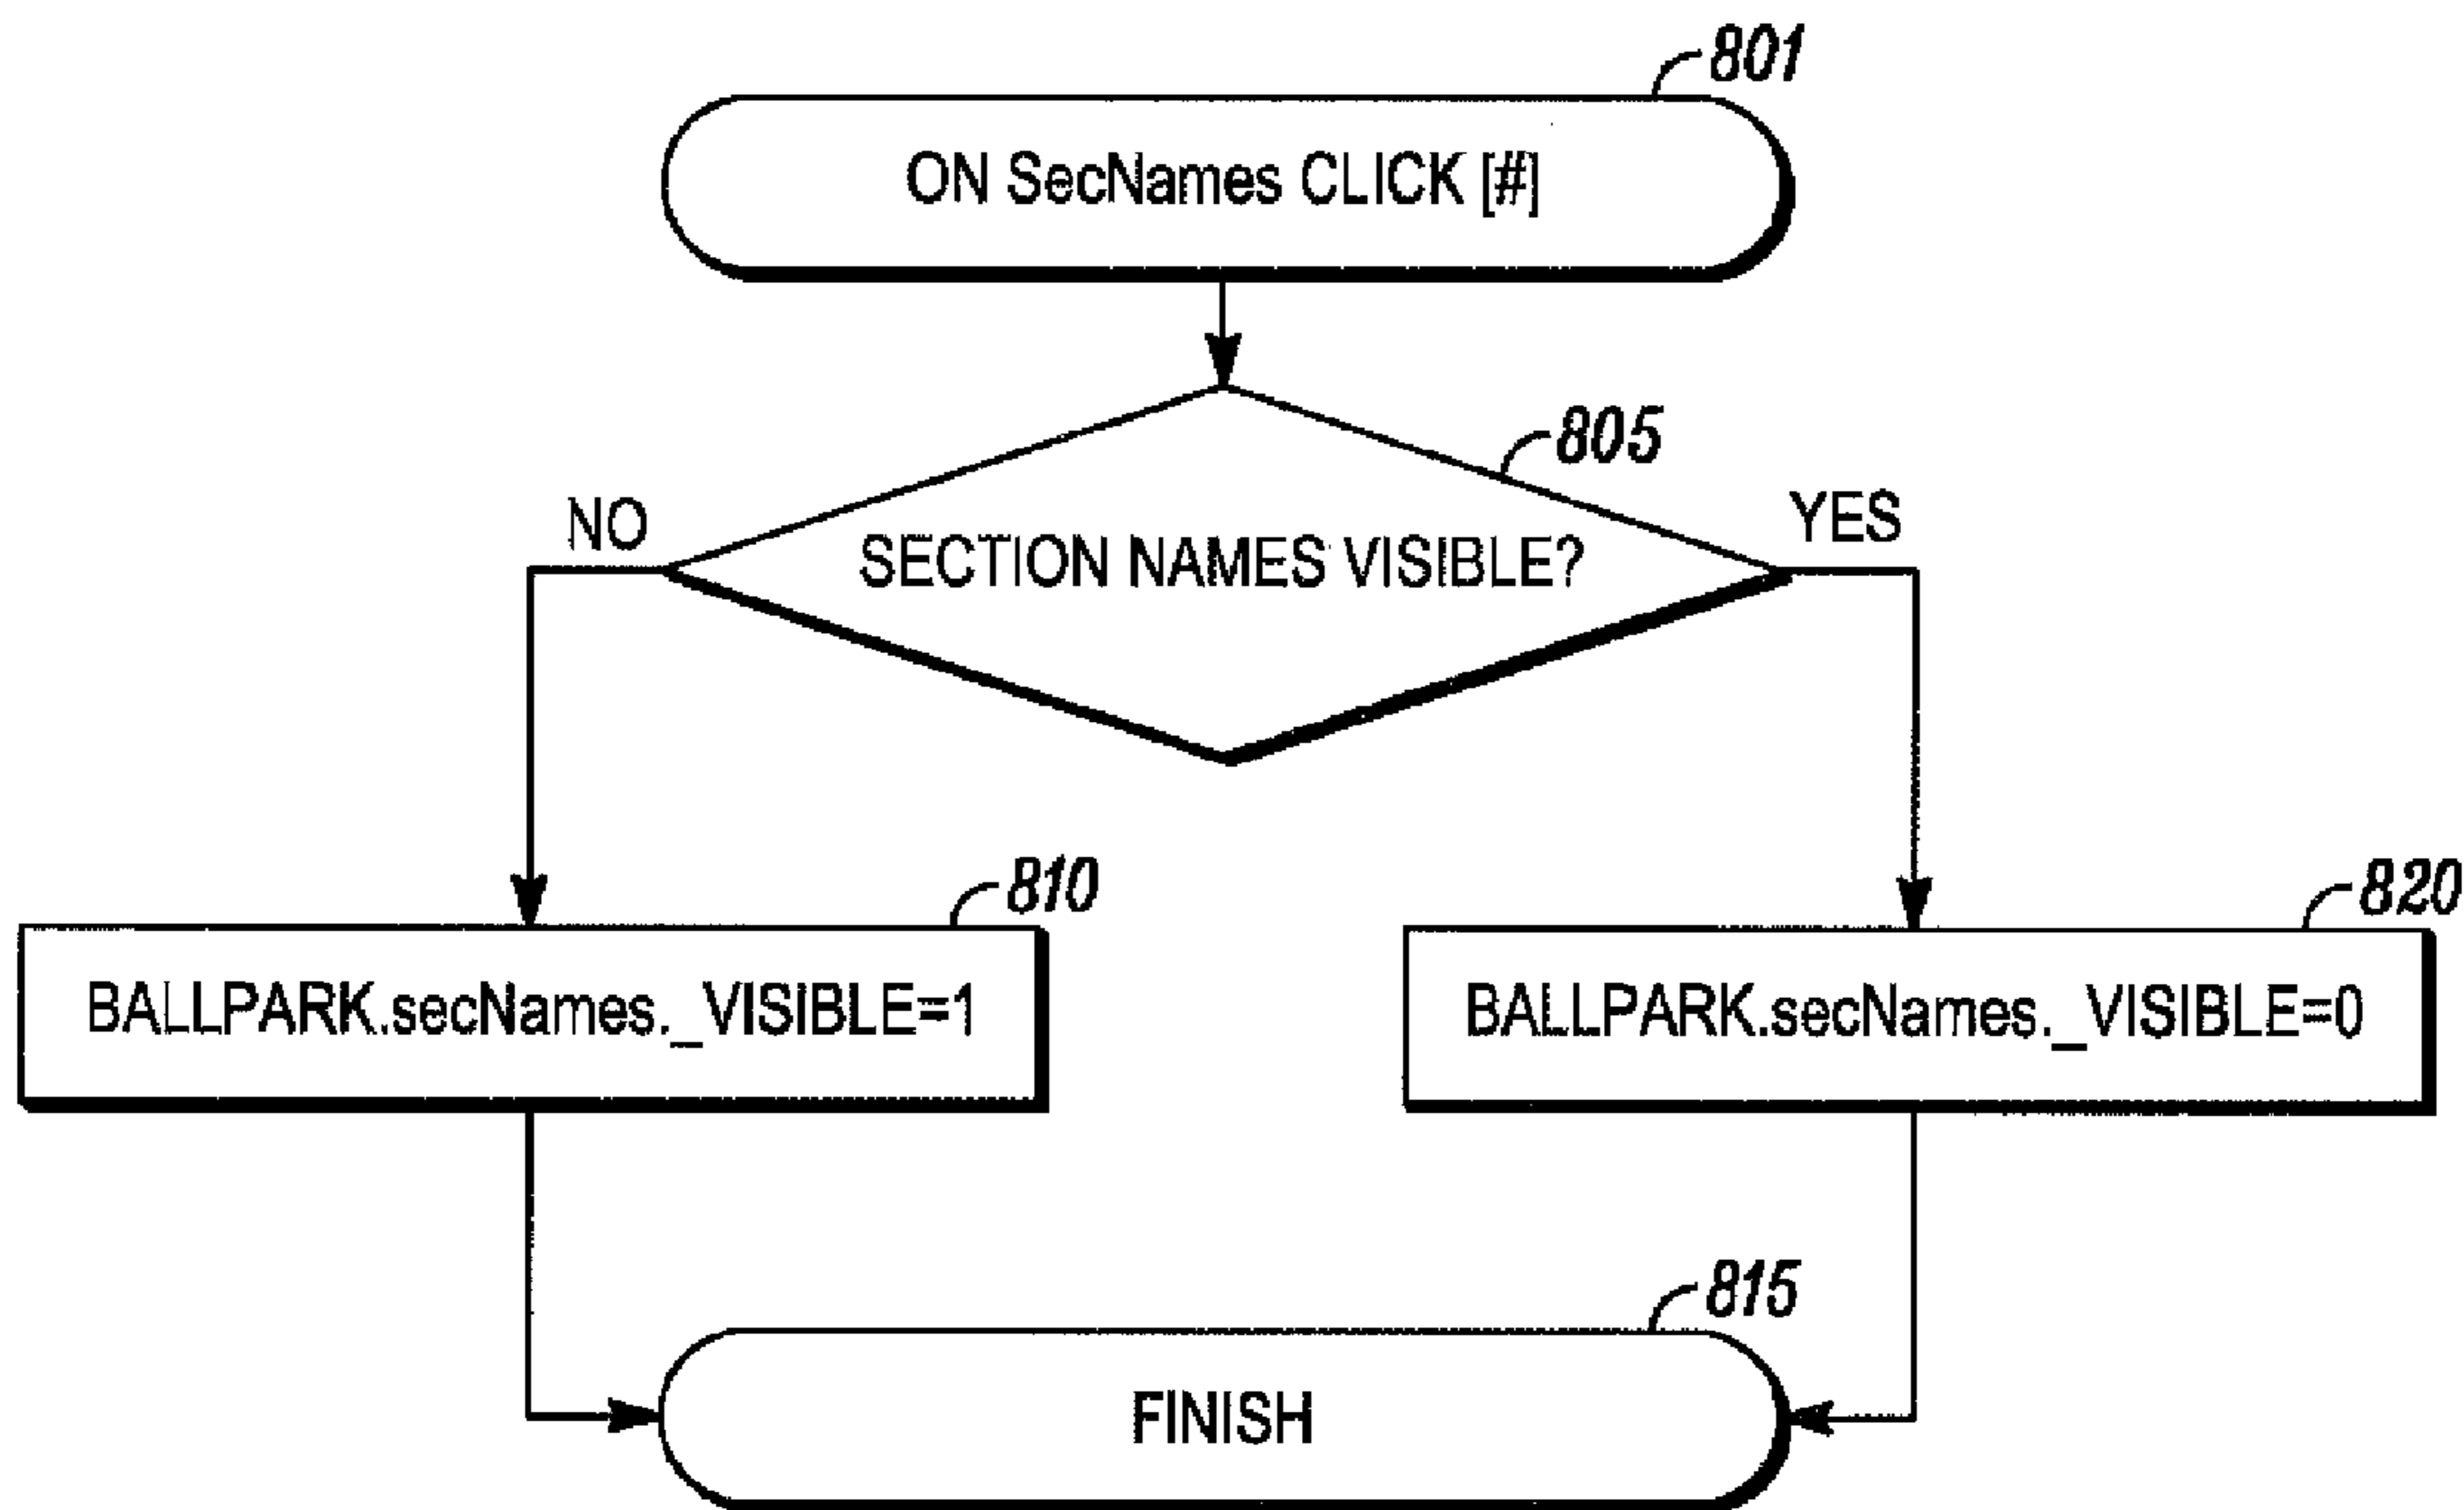 801
ON SecNames CLICK [#]
805
NO
YES
SECTION NAMES VISIBLE?
810
820
BALLPARK.secNames._VISIBLE=1
BALLPARK.secNames._VISIBLE=0
815
FINISH